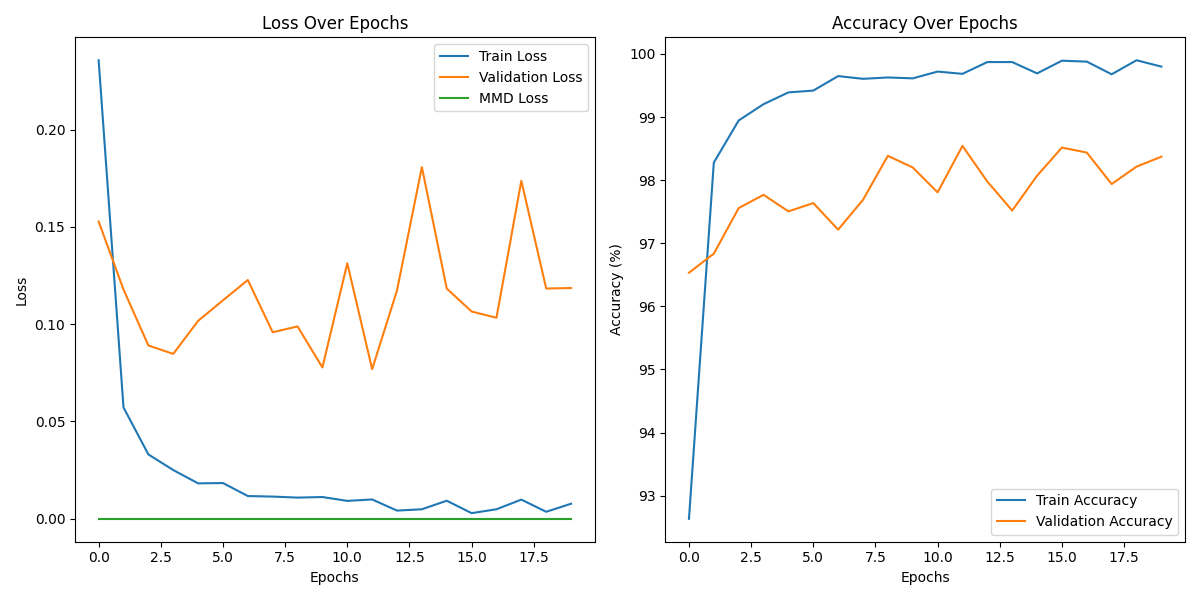 Loss Over Epochs
Train Loss
Validation Loss
MMD Loss
Loss
0.20
0.15
0.10
0.05
0.00
0.0 2.5 5.0 7.5 10.0 12.5 15.0 17.5
Epochs
Accuracy Over Epochs
Accuracy (%)
100
99
98
97
96
95
94
93
Train Accuracy
Validation Accuracy
0.0 2.5 5.0 7.5 10.0 12.5 15.0 17.5
Epochs